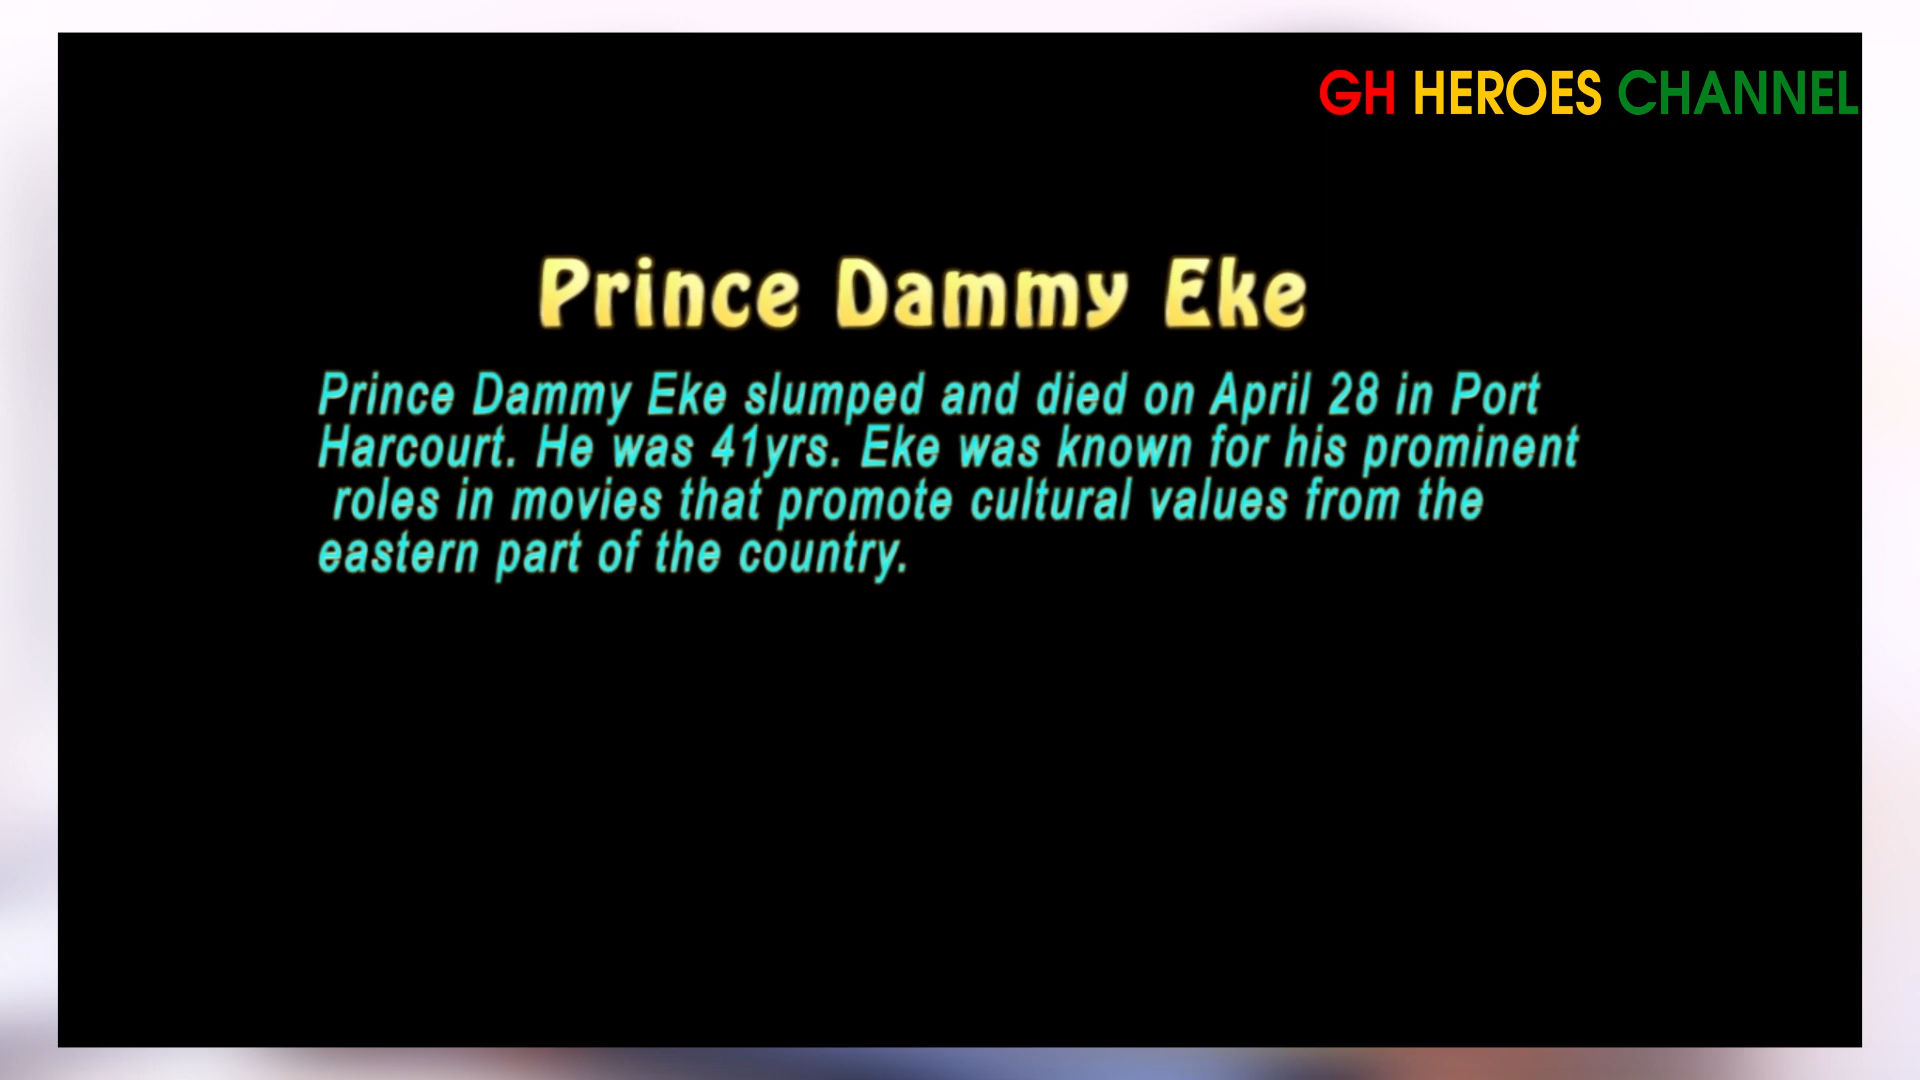 GH HEROES CHANNEL
Prince Dammy Eke
Prince Dammy Eke slumped and died on April 28 in Port
Harcourt. He was 41yrs. Eke was known for his prominent
roles in movies that promote cultural values from the
eastern part of the country.